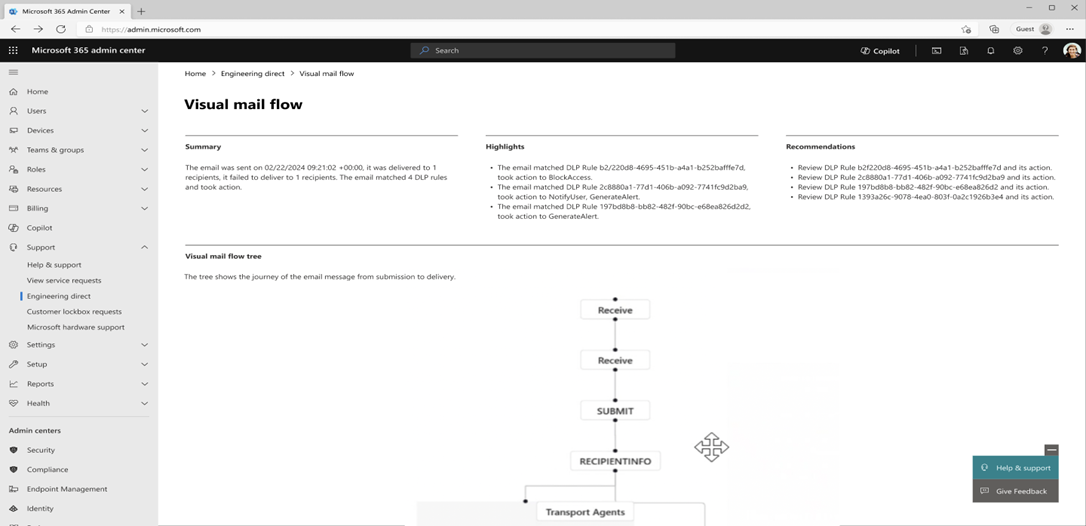 Microsoft 365 Admin Center
https://admin.microsoft.com
Guest
Microsoft 365 admin center
Search
Copilot
Home
Users
Devices
Teams & groups
Roles
Resources
Billing
Copilot
Support
Help & support
View service requests
Engineering direct
Customer lockbox requests
Microsoft hardware support
Settings
Setup
Reports
Health
Admin centers
Security
Compliance
Endpoint Management
Identity
Home > Engineering direct > Visual mail flow
Visual mail flow
Summary
The email was sent on 02/22/2024 09:21:02 +00:00, it was delivered to 1
recipients, it failed to deliver to 1 recipients. The email matched 4 DLP rules
and took action.
Highlights
• The email matched DLP Rule b2/220d8-4695-451b-a4a1-b252bafffe7d,
took action to BlockAccess.
• The email matched DLP Rule 2c8880a1-77d1-406b-a092-7741fc9d2ba9,
took action to NotifyUser, GenerateAlert.
• The email matched DLP Rule 197bd8b8-bb82-482f-90bc-e68ea826d2d2,
took action to GenerateAlert.
Recommendations
• Review DLP Rule b2f220d8-4695-451b-a4a1-b252bafffe7d and its action.
• Review DLP Rule 2c8880a1-77d1-406b-a092-7741fc9d2ba9 and its action.
• Review DLP Rule 197bd8b8-bb82-482f-90bc-e68ea826d2 and its action.
• Review DLP Rule 1393a26c-9078-4ea0-803f-0a2c1926b3e4 and its action.
Visual mail flow tree
The tree shows the journey of the email message from submission to delivery.
Receive
Receive
SUBMIT
RECIPIENTINFO
Transport Agents
Help & support
Give Feedback